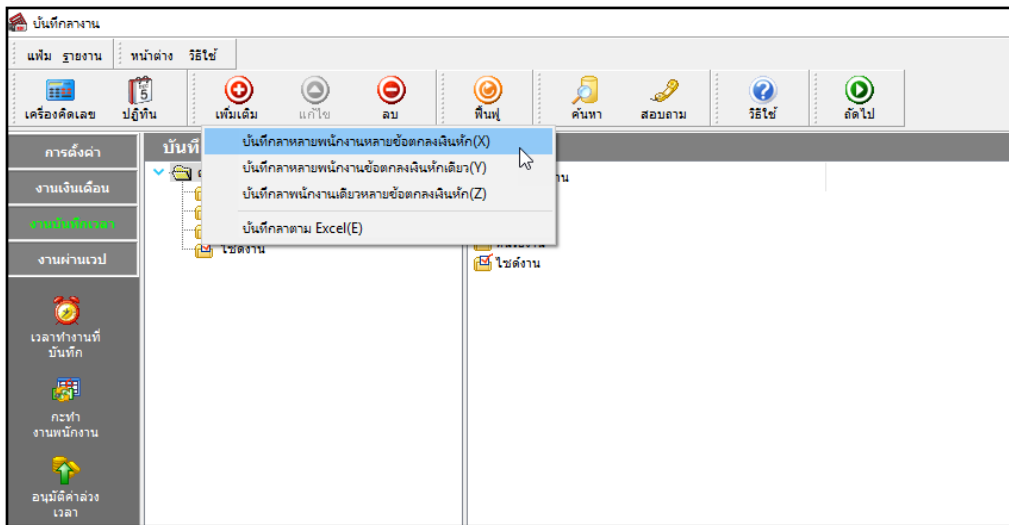 บันทึกลางาน
แฟ้ม รายงาน หน้าต่าง วิธีใช้
เครื่องคิดเลข ปฏิทิน เพิ่มเติม แก้ไข ลบ ฟื้นฟู ค้นหา สอบถาม วิธีใช้ ถัดไป
การตั้งค่า
งานเงินเดือน
งานบันทึกเวลา
งานผ่านเวป
เวลาทำงานที่
บันทึก
กะทำ
งานพนักงาน
อนุมัติค่าล่วง
เวลา
บันทึกลาหลายพนักงานหลายข้อตกลงเงินหัก(X)
บันทึกลาหลายพนักงานข้อตกลงเงินหักเดียว(Y)
บันทึกลาพนักงานเดียวหลายข้อตกลงเงินหัก(Z)
บันทึกลาตาม Excel(E)
ไซด์งาน
ไซด์งาน